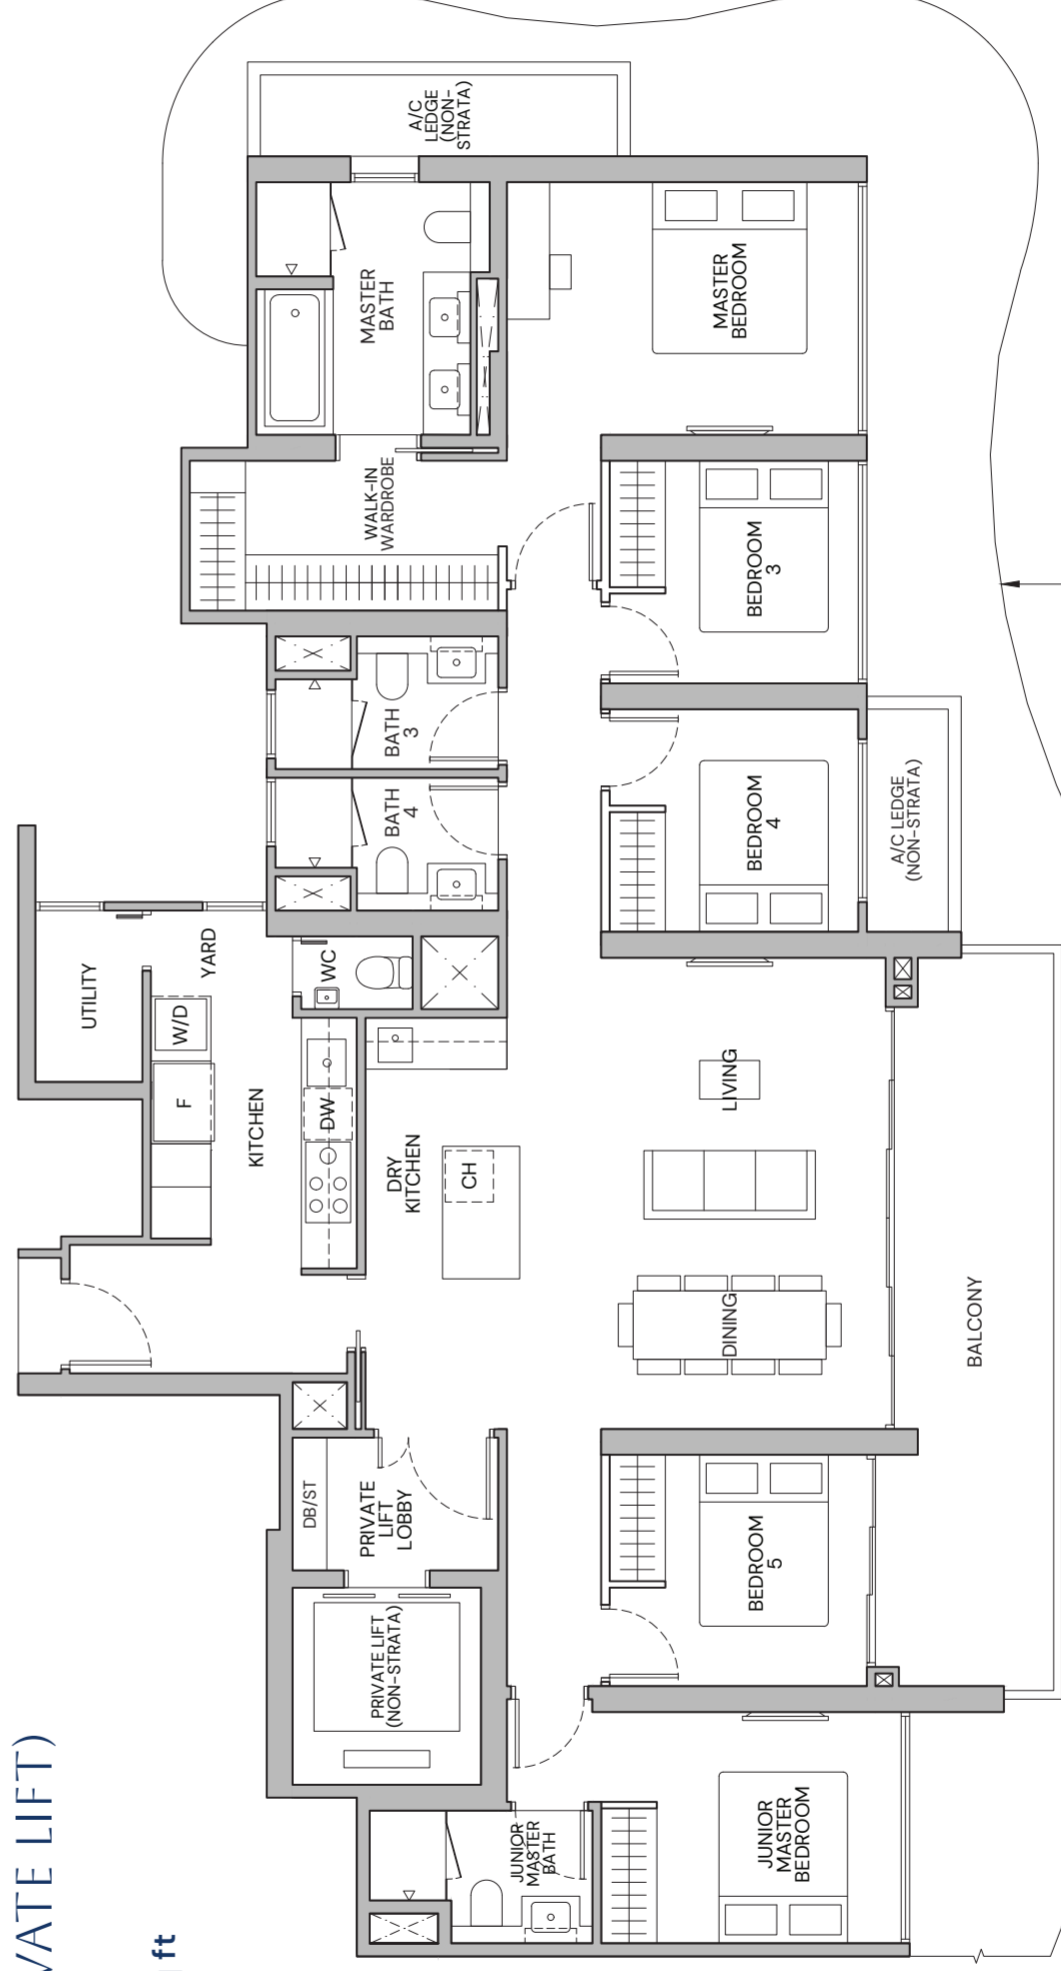 A/C
LEDGE
(NON-
STRATA)
MASTER
BATH
MASTER
BEDROOM
WALK-IN
WARDROBE
BEDROOM
3
BATH
3
BATH
4
BEDROOM
4
A/C LEDGE
(NON-STRATA)
UTILITY
YARD
WC
W/D
F
KITCHEN
DW
DRY
KITCHEN
CH
LIVING
DINING
BALCONY
DB/ST
PRIVATE
LIFT
LOBBY
BEDROOM
5
PRIVATE LIFT
(NON-STRATA)
JUNIOR
MASTER
BATH
JUNIOR
MASTER
BEDROOM
VATE LIFT)
ft